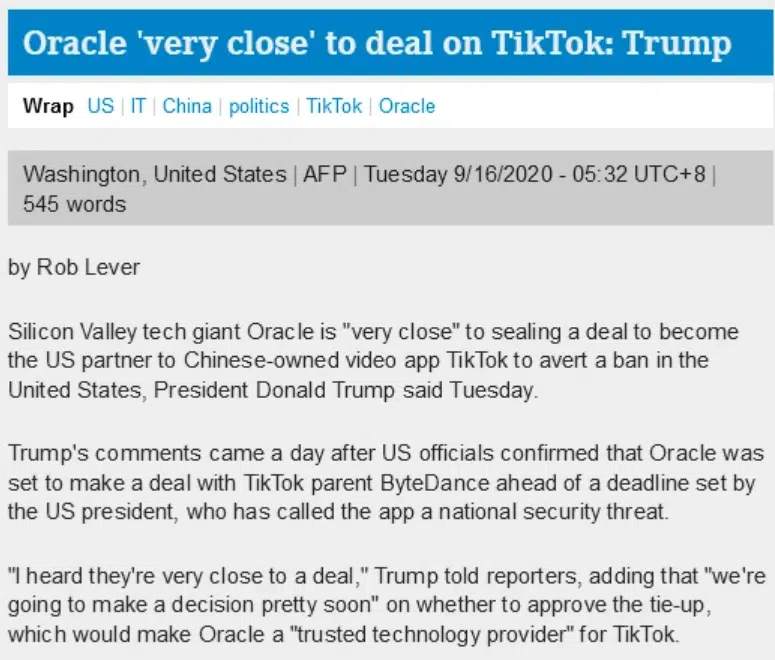 Oracle 'very close' to deal on TikTok: Trump
Wrap US | IT | China | politics | TikTok | Oracle
Washington, United States | AFP | Tuesday 9/16/2020 - 05:32 UTC+8 |
545 words
by Rob Lever
Silicon Valley tech giant Oracle is "very close" to sealing a deal to become
the US partner to Chinese-owned video app TikTok to avert a ban in the
United States, President Donald Trump said Tuesday.
Trump's comments came a day after US officials confirmed that Oracle was
set to make a deal with TikTok parent ByteDance ahead of a deadline set by
the US president, who has called the app a national security threat.
"I heard they're very close to a deal," Trump told reporters, adding that "we're
going to make a decision pretty soon" on whether to approve the tie-up,
which would make Oracle a "trusted technology provider" for TikTok.